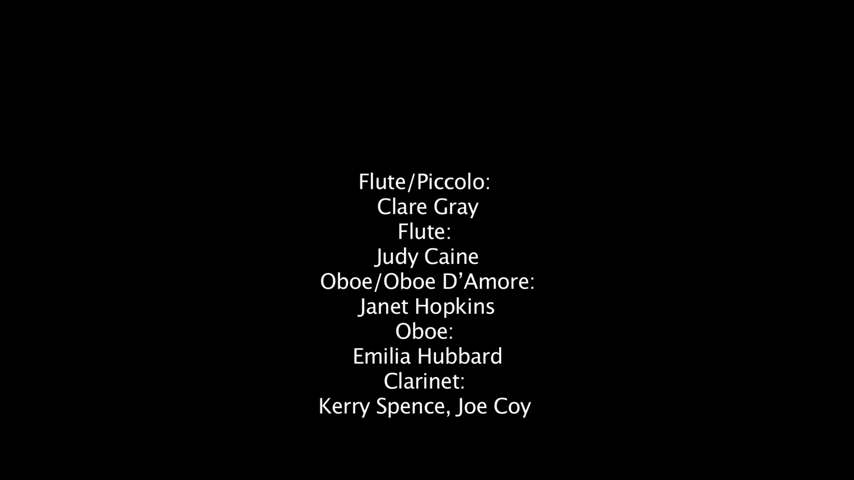 Flute/Piccolo:
Clare Gray
Flute:
Judy Caine
Oboe/Oboe D’Amore:
Janet Hopkins
Oboe:
Emilia Hubbard
Clarinet:
Kerry Spence, Joe Coy